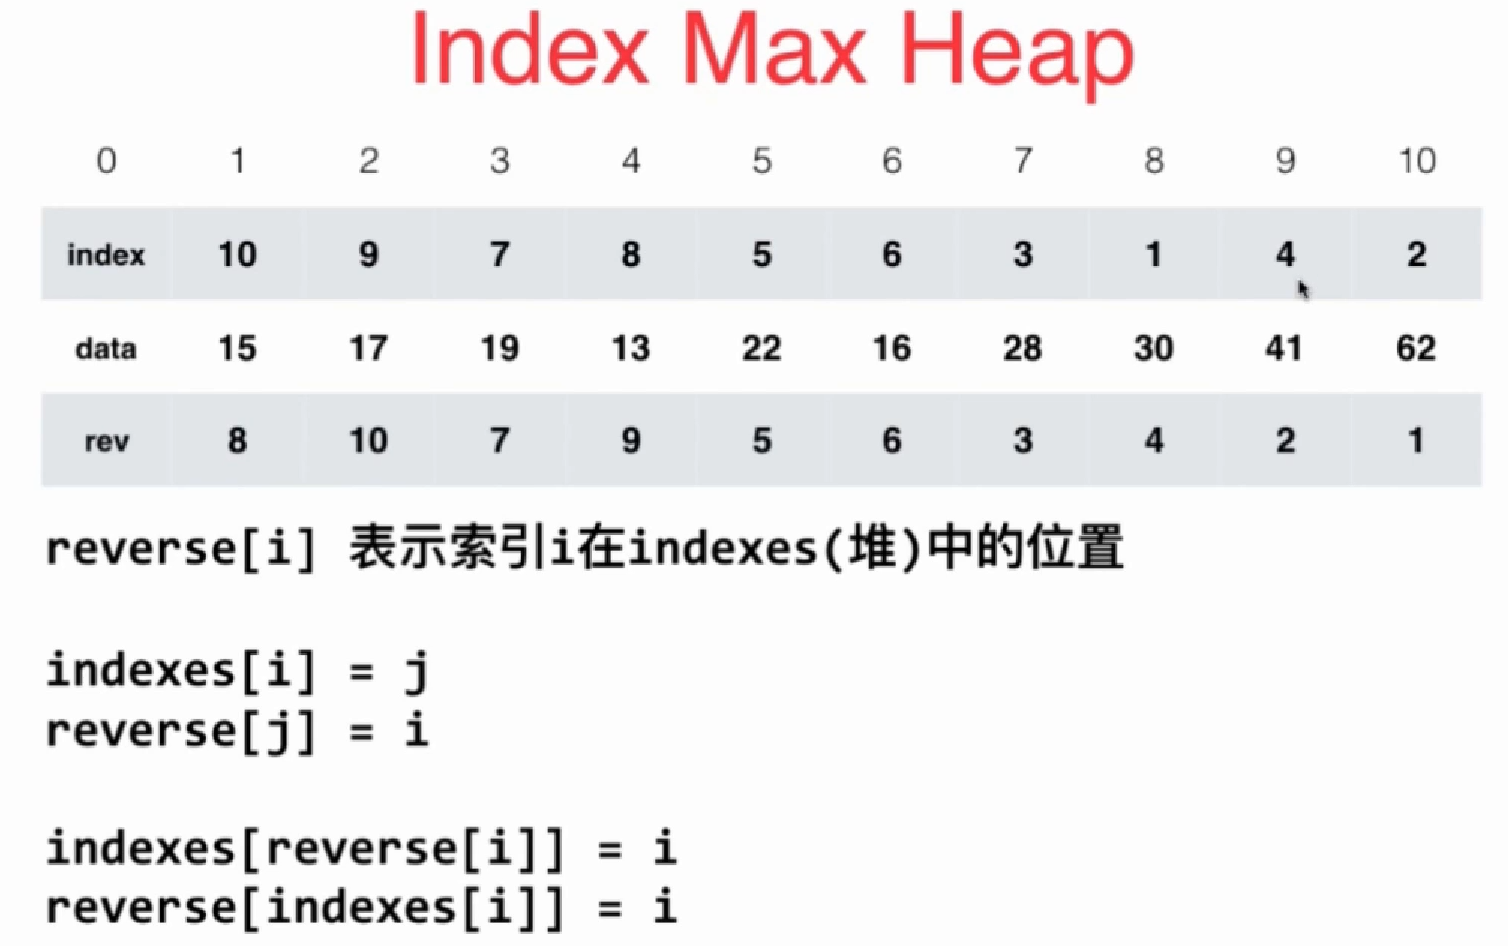 Index Max Heap
0 1 2 3 4 5 6 7 8 9 10
index 10 9 7 8 5 6 3 1 4 2
data 15 17 19 13 22 16 28 30 41 62
rev 8 10 7 9 5 6 3 4 2 1
reverse[i] 表示索引i在indexes(堆)中的位置
indexes[i] = j
reverse[j] = i
indexes[reverse[i]] = i
reverse[indexes[i]] = i